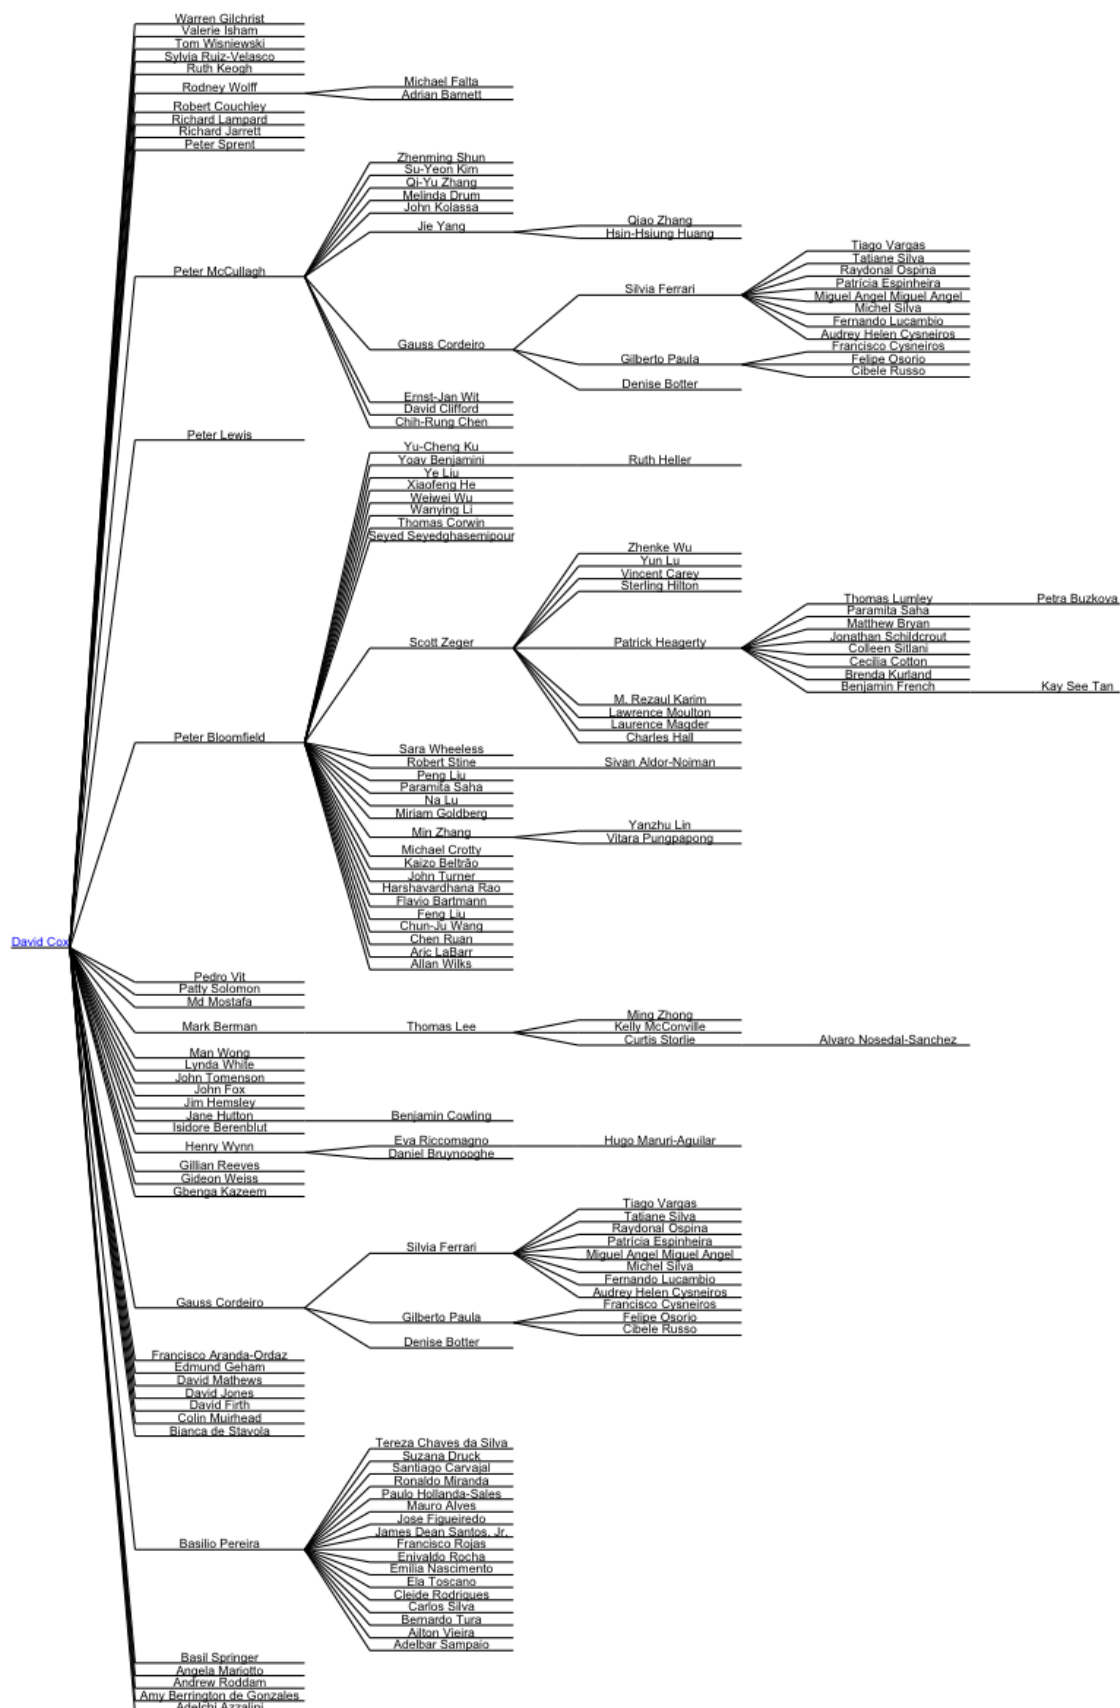 Warren Gilchrist
Valerie Isham
Tom Wisniewski
Sylvia Ruiz-Velasco
Ruth Keogh
Michael Falta
Rodney Wolff
Adrian Barnett
Robert Couchley
Richard Lampard
Richard Jarrett
Peter Sprent
Zhenming Shun
Su-Yeon Kim
Qi-Yu Zhang
Melinda Drum
John Kolassa
Qiao Zhang
Jie Yang
Hsin-Hsiung Huang
Tiago Vargas
Tatiane Silva
Peter McCullagh
Raydonal Ospina
Patrícia Espinheira
Silvia Ferrari
Miguel Angel Miguel Angel
Michel Silva
Fernando Lucambio
Audrey Helen Cysneiros
Gauss Cordeiro
Francisco Cysneiros
Gilberto Paula
Felipe Osorio
Cibele Russo
Denise Botter
Ernst-Jan Wit
David Clifford
Chih-Rung Chen
Peter Lewis
Yu-Cheng Ku
Yoav Benjamini
Ruth Heller
Ye Liu
Xiaofeng He
Weiwei Wu
Wanying Li
Thomas Corwin
Seyed Seyedghasemipour
Zhenke Wu
Yun Lu
Vincent Carey
Sterling Hilton
Thomas Lumley
Petra Buzkova
Paramita Saha
Matthew Bryan
Jonathan Schildcrout
Scott Zeger
Patrick Heagerty
Colleen Sitlani
Cecilia Cotton
Brenda Kurland
Benjamin French
Kay See Tan
M. Rezaul Karim
Lawrence Moulton
Laurence Magder
Peter Bloomfield
Charles Hall
Sara Wheeless
Robert Stine
Sivan Aldor-Noiman
Peng Liu
Paramita Saha
Na Lu
Miriam Goldberg
Yanzhu Lin
Min Zhang
Vitara Pungpapong
Michael Crotty
Kaizo Beltrão
John Turner
Harshavardhana Rao
Flavio Bartmann
Feng Liu
Chun-Ju Wang
David Cox
Chen Ruan
Aric LaBarr
Allan Wilks
Pedro Vit
Patty Solomon
Md Mostafa
Ming Zhong
Mark Berman
Thomas Lee
Kelly McConville
Curtis Storlie
Alvaro Nosedal-Sanchez
Man Wong
Lynda White
John Tomenson
John Fox
Jim Hemsley
Jane Hutton
Benjamin Cowling
Isidore Berenblut
Eva Riccomagno
Hugo Maruri-Aguilar
Henry Wynn
Daniel Bruynooghe
Gillian Reeves
Gideon Weiss
Gbenga Kazeem
Tiago Vargas
Tatiane Silva
Raydonal Ospina
Patrícia Espinheira
Silvia Ferrari
Miguel Angel Miguel Angel
Michel Silva
Fernando Lucambio
Audrey Helen Cysneiros
Gauss Cordeiro
Francisco Cysneiros
Gilberto Paula
Felipe Osorio
Cibele Russo
Denise Botter
Francisco Aranda-Ordaz
Edmund Geham
David Mathews
David Jones
David Firth
Colin Muirhead
Bianca de Stavola
Tereza Chaves da Silva
Suzana Druck
Santiago Carvajal
Ronaldo Miranda
Paulo Hollanda-Sales
Mauro Alves
Jose Figueiredo
James Dean Santos, Jr.
Basilio Pereira
Francisco Rojas
Enivaldo Rocha
Emilia Nascimento
Ela Toscano
Cleide Rodrigues
Carlos Silva
Bernardo Tura
Ailton Vieira
Adelbar Sampaio
Basil Springer
Angela Mariotto
Andrew Roddam
Amy Berrington de Gonzales
Adelchi Azzalini